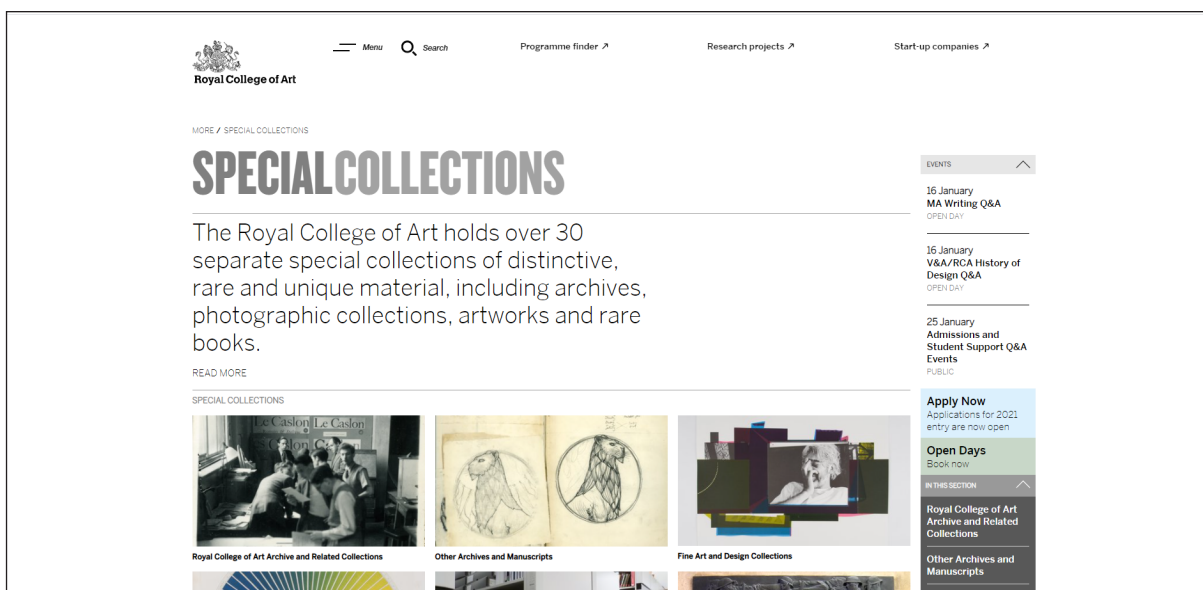 Royal College of Art
Menu
Search
Programme finder ↗
Research projects ↗
Start-up companies ↗
MORE / SPECIAL COLLECTIONS
SPECIALCOLLECTIONS
The Royal College of Art holds over 30
separate special collections of distinctive,
rare and unique material, including archives,
photographic collections, artworks and rare
books.
READ MORE
SPECIAL COLLECTIONS
Le Caslon Le Caslon
Royal College of Art Archive and Related Collections
Other Archives and Manuscripts
Fine Art and Design Collections
EVENTS
16 January
MA Writing Q&A
OPEN DAY
16 January
V&A/RCA History of
Design Q&A
OPEN DAY
25 January
Admissions and
Student Support Q&A
Events
PUBLIC
Apply Now
Applications for 2021
entry are now open
Open Days
Book now
IN THIS SECTION
Royal College of Art
Archive and Related
Collections
Other Archives and
Manuscripts